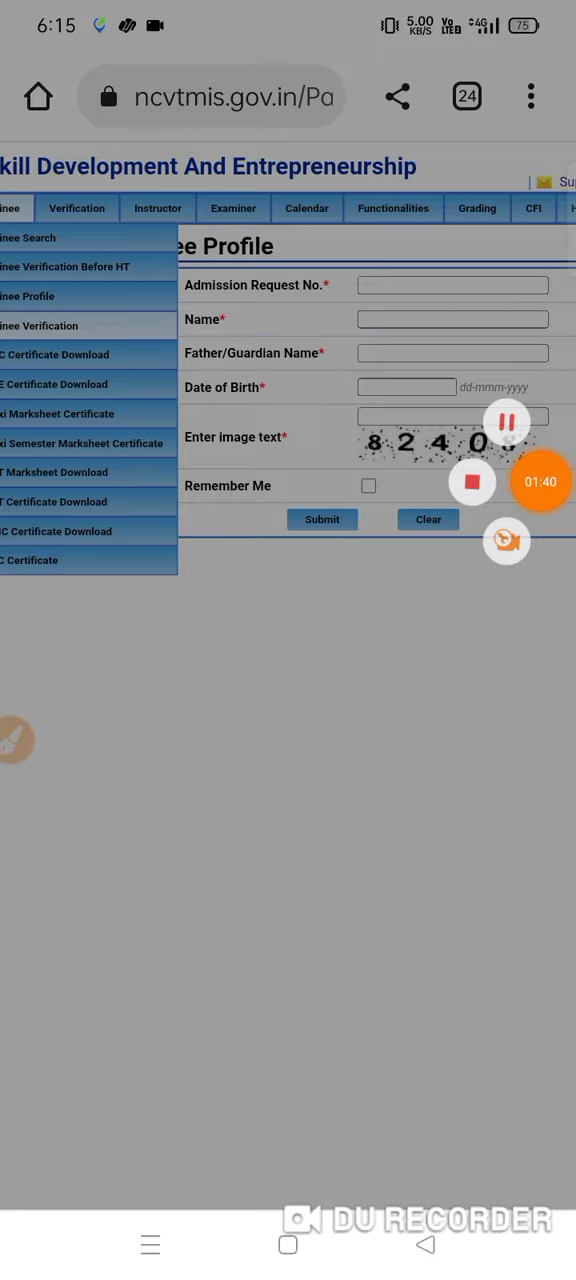 6:15
5.00 KB/S
Vo LTE 2
4G
75
ncvtmis.gov.in/Pa
24
kill Development And Entrepreneurship
| Su
inee Verification Instructor Examiner Calendar Functionalities Grading CFI H
inee Search
ee Profile
inee Verification Before HT
Admission Request No.*
inee Profile
Name*
inee Verification
C Certificate Download
Father/Guardian Name*
E Certificate Download
Date of Birth* dd-mmm-yyyy
xi Marksheet Certificate
xi Semester Marksheet Certificate
Enter image text* 8 2 4 0
T Marksheet Download
Remember Me
01:40
T Certificate Download
Submit Clear
IC Certificate Download
C Certificate
DU RECORDER